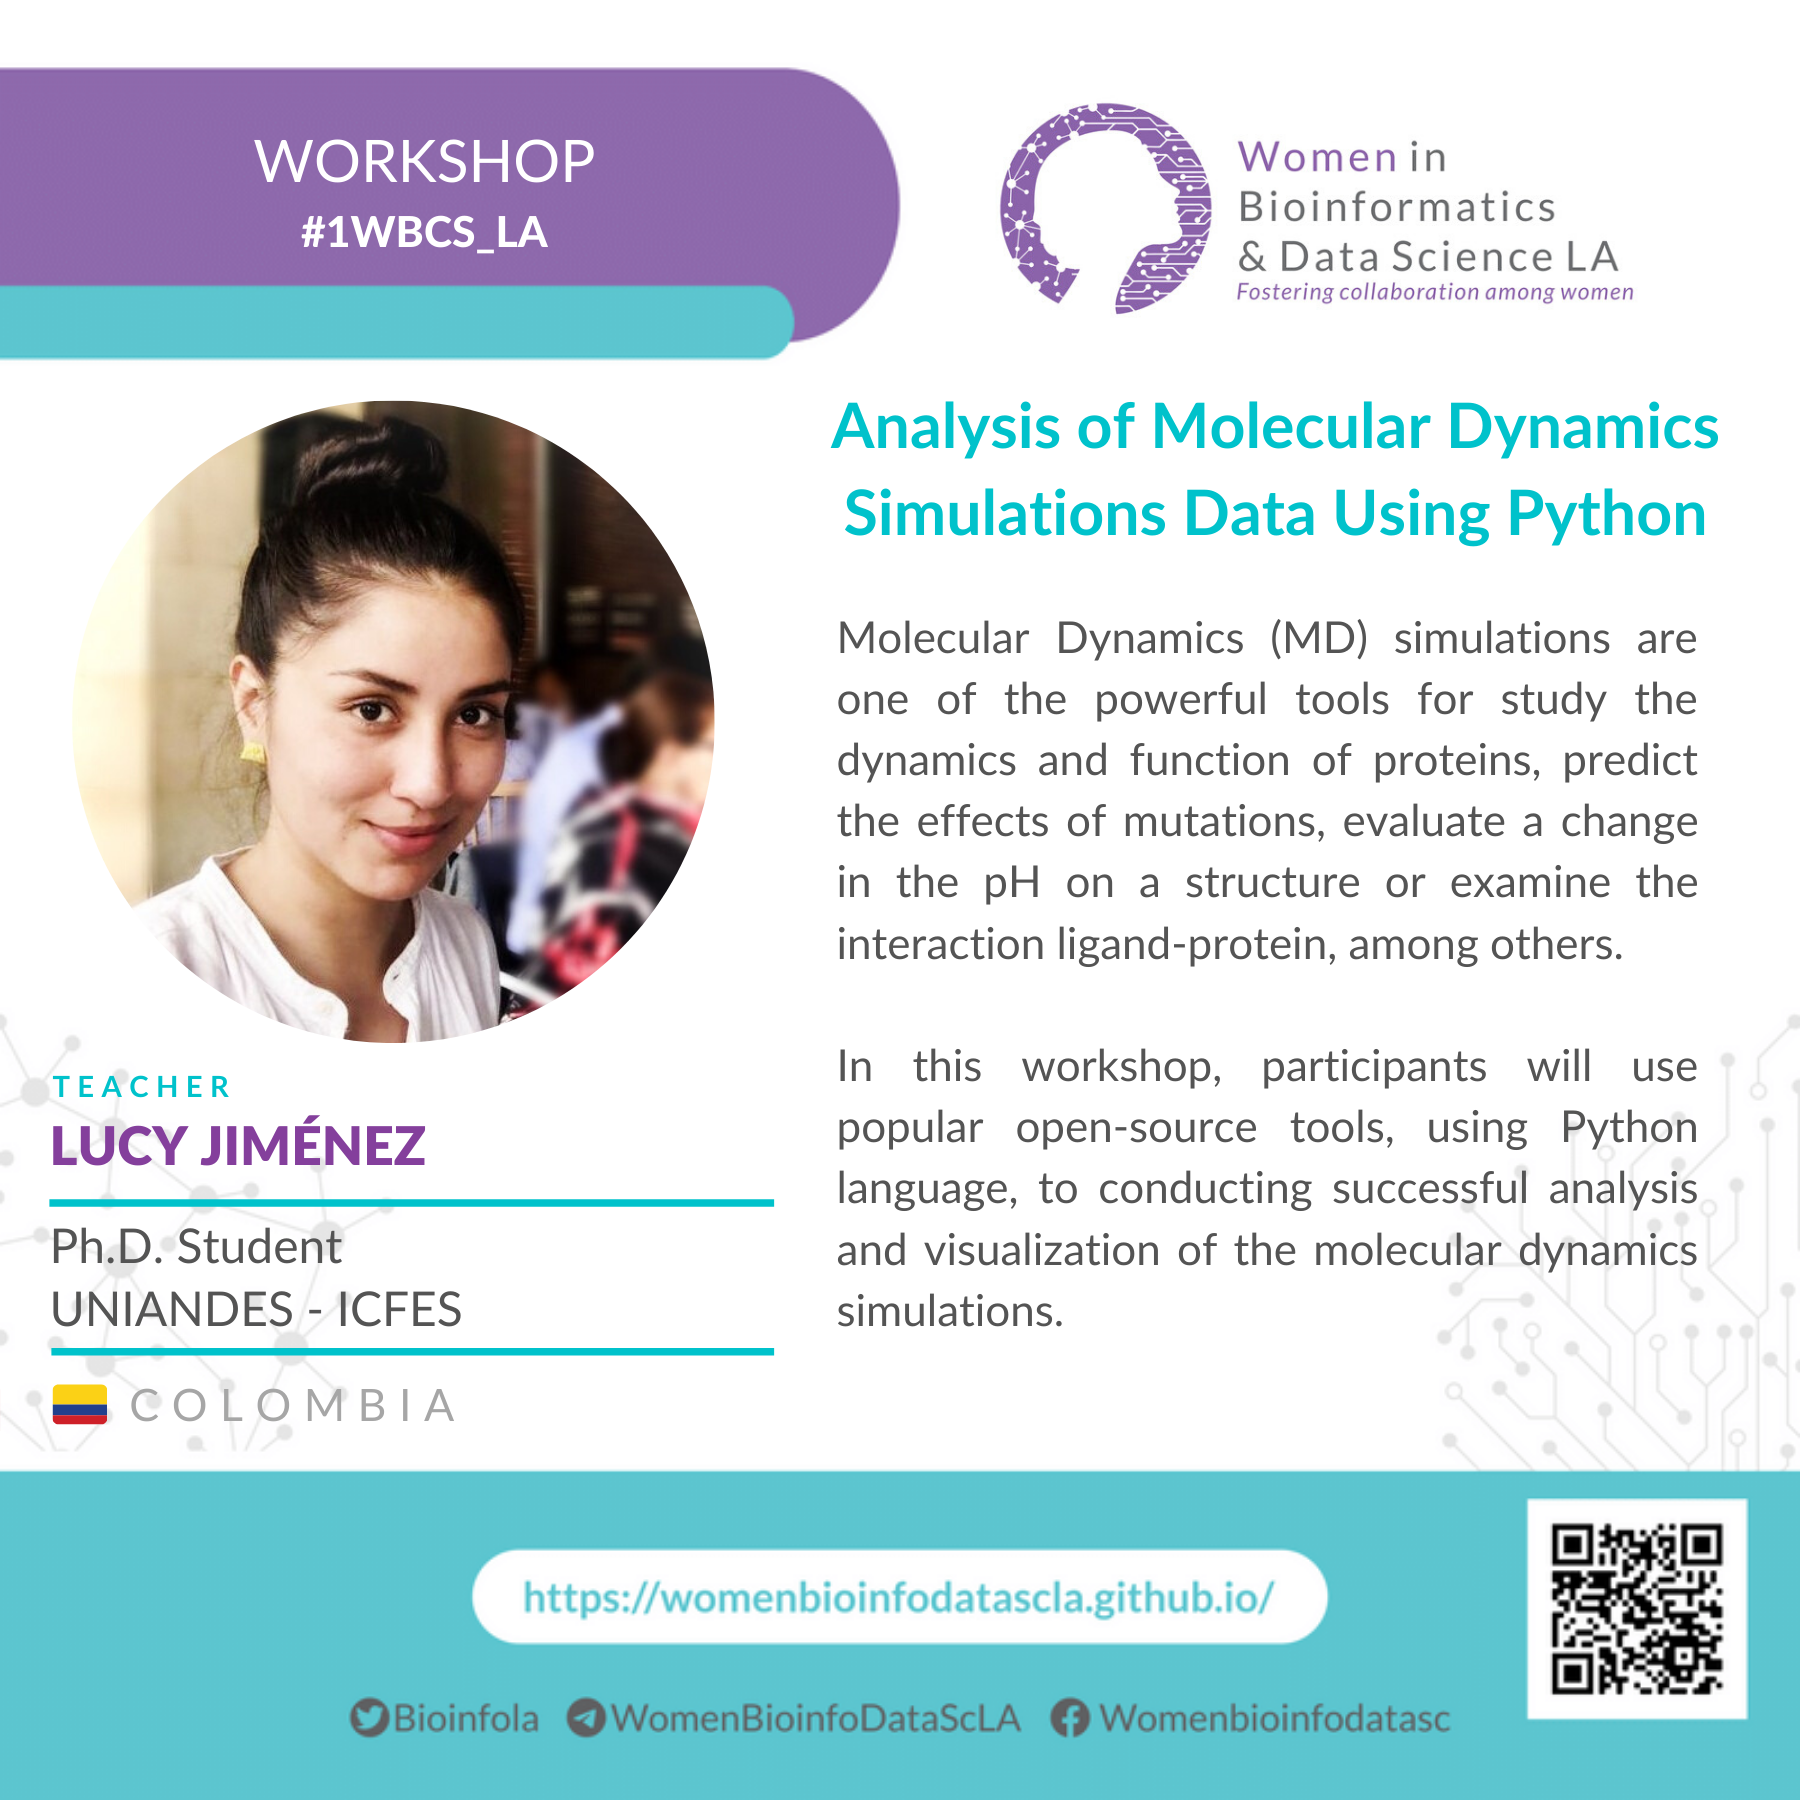 WORKSHOP
#1WBCS_LA
Women in
Bioinformatics
& Data Science LA
Fostering collaboration among women
Analysis of Molecular Dynamics
Simulations Data Using Python
Molecular Dynamics (MD) simulations are
one of the powerful tools for study the
dynamics and function of proteins, predict
the effects of mutations, evaluate a change
in the pH on a structure or examine the
interaction ligand-protein, among others.
In this workshop, participants will use
popular open-source tools, using Python
language, to conducting successful analysis
and visualization of the molecular dynamics
simulations.
TEACHER
LUCY JIMÉNEZ
Ph.D. Student
UNIANDES - ICFES
COLOMBIA
https://womenbioinfodatascla.github.io/
Bioinfola WomenBioinfoDataScLA Womenbioinfodatasc